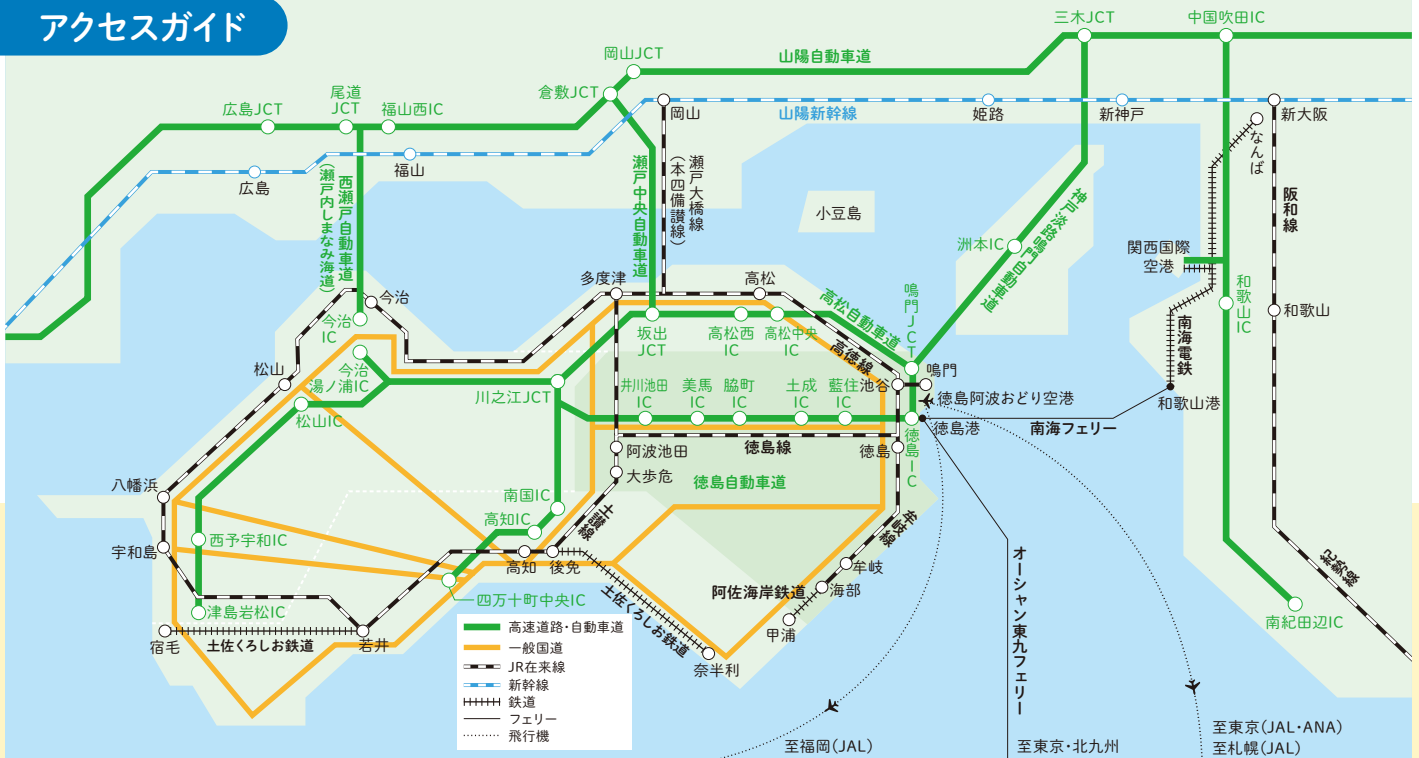 アクセスガイド
三木JCT
中国吹田IC
岡山JCT
山陽自動車道
倉敷JCT
尾道
JCT
広島JCT
福山西IC
岡山
山陽新幹線
姫路
新神戸
新大阪
なんば
広島
福山
西瀬戸自動車道
(瀬戸内しまなみ海道)
瀬戸中央自動車道
瀬戸大橋線
(本四備讃線)
小豆島
神戸淡路鳴門自動車道
洲本IC
阪和線
関西国際
空港
和歌山IC
和歌山
南海電鉄
和歌山港
今治
今治
IC
今治
湯ノ浦IC
松山
松山IC
多度津
高松
坂出
JCT
高松西
IC
高松中央
IC
高松自動車道
高徳線
鳴門JCT
鳴門
池谷
川之江JCT
井川池田
IC
美馬
IC
脇町
IC
土成
IC
藍住
IC
徳島阿波おどり空港
徳島港
南海フェリー
徳島IC
徳島
徳島線
阿波池田
大歩危
徳島自動車道
八幡浜
宇和島
西予宇和IC
津島岩松IC
宿毛
土佐くろしお鉄道
若井
南国IC
高知IC
土讃線
高知
後免
四万十町中央IC
土佐くろしお鉄道
奈半利
牟岐線
牟岐
海部
阿佐海岸鉄道
甲浦
オーシャン東九フェリー
紀勢線
南紀田辺IC
高速道路・自動車道
一般国道
JR在来線
新幹線
鉄道
フェリー
飛行機
至福岡(JAL)
至東京・北九州
至東京(JAL・ANA)
至札幌(JAL)